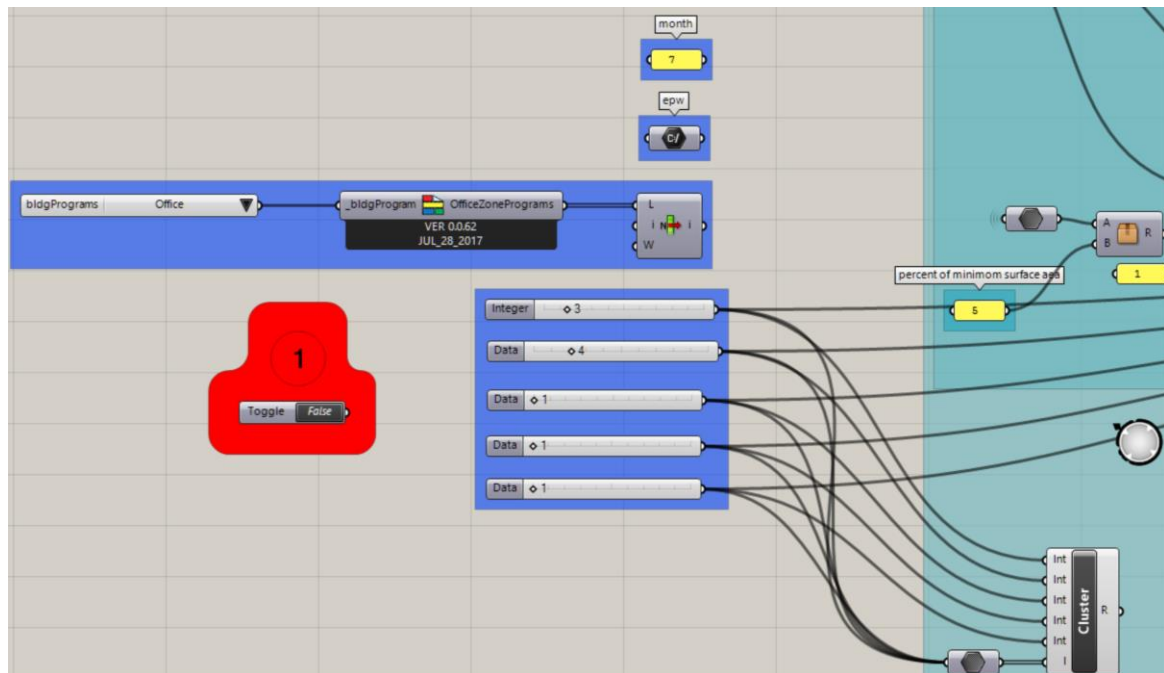 month
7
epw
C:/
bldgPrograms Office
_bldgProgram OfficeZonePrograms
VER 0.0.62
JUL_28_2017
L
i N i
W
A
B R
percent of minimom surface aea
1
5
Integer 3
Data 4
Data 1
Data 1
Data 1
1
Toggle False
Int
Int
Int
Int
Int
I
Cluster
R